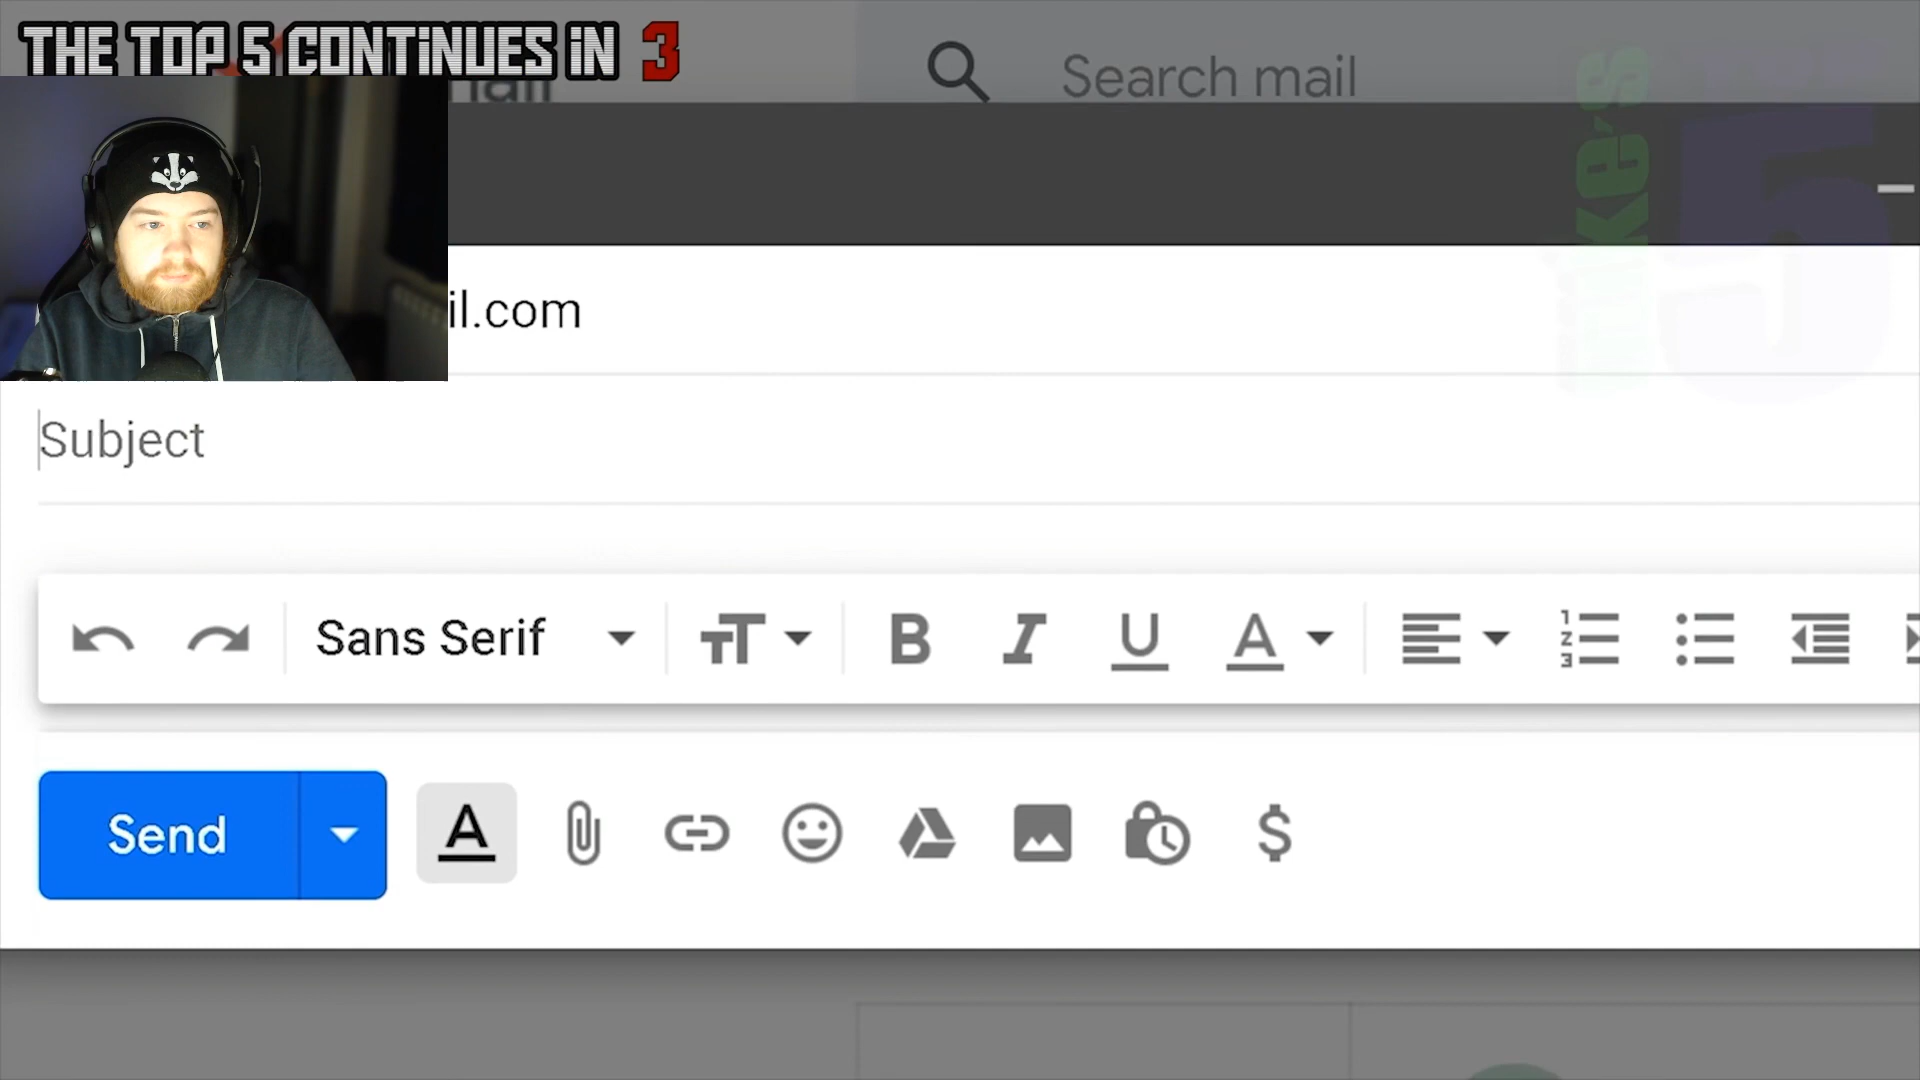 THE TOP 5 CONTINUES IN 3
Search mail
il.com
Subject
Sans Serif
Send